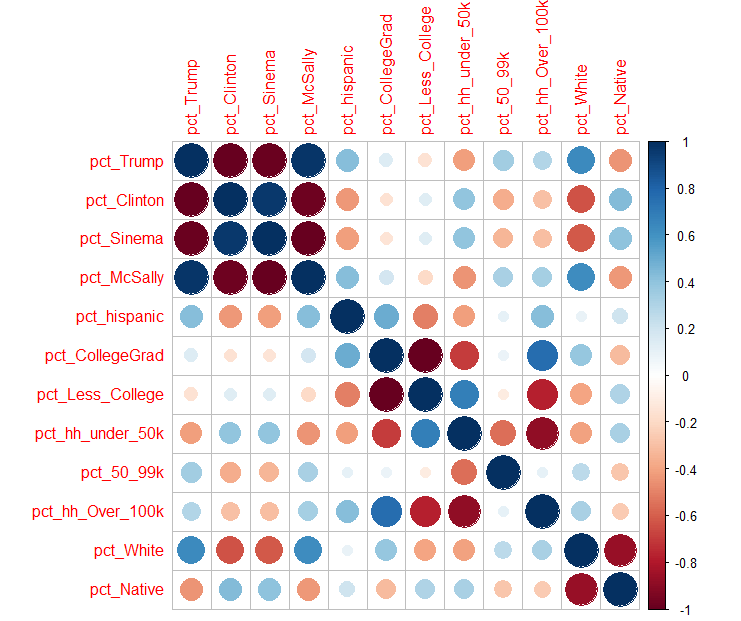 pct_Trump
pct_Clinton
pct_Sinema
pct_McSally
pct_hispanic
pct_CollegeGrad
pct_Less_College
pct_hh_under_50k
pct_50_99k
pct_hh_Over_100k
pct_White
pct_Native
pct_Trump
pct_Clinton
pct_Sinema
pct_McSally
pct_hispanic
pct_CollegeGrad
pct_Less_College
pct_hh_under_50k
pct_50_99k
pct_hh_Over_100k
pct_White
pct_Native
1
0.8
0.6
0.4
0.2
0
-0.2
-0.4
-0.6
-0.8
-1